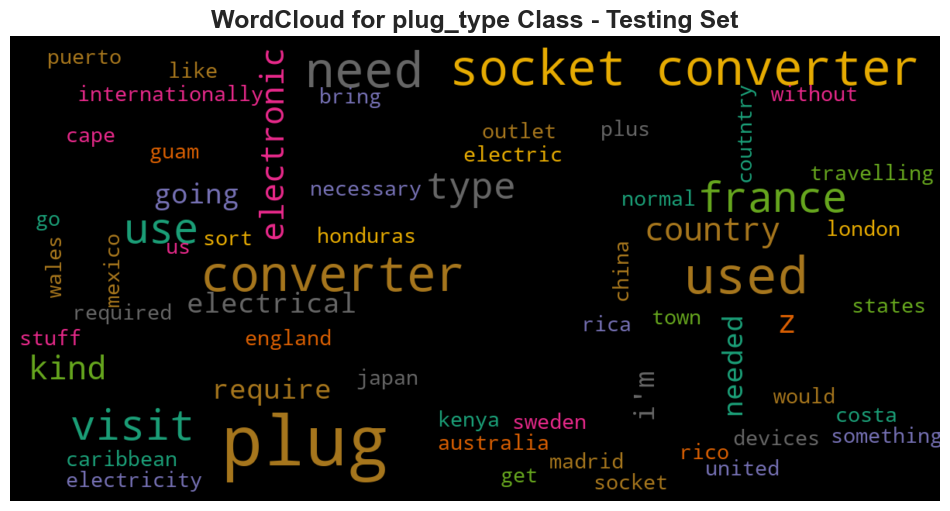 WordCloud for plug_type Class - Testing Set
puerto
like
internationally
electronic
need
bring
socket converter
without
cape
guam
outlet
electric
plus
coutntry
travelling
going
necessary
type
normal
france
go
use
us
sort
honduras
country
london
wales
mexico
converter
china
used
electrical
required
rica
town
z
states
stuff
england
kind
require
japan
i'm
needed
would
visit
plug
kenya
sweden
australia
costa
devices
something
caribbean
electricity
madrid
rico
united
get
socket